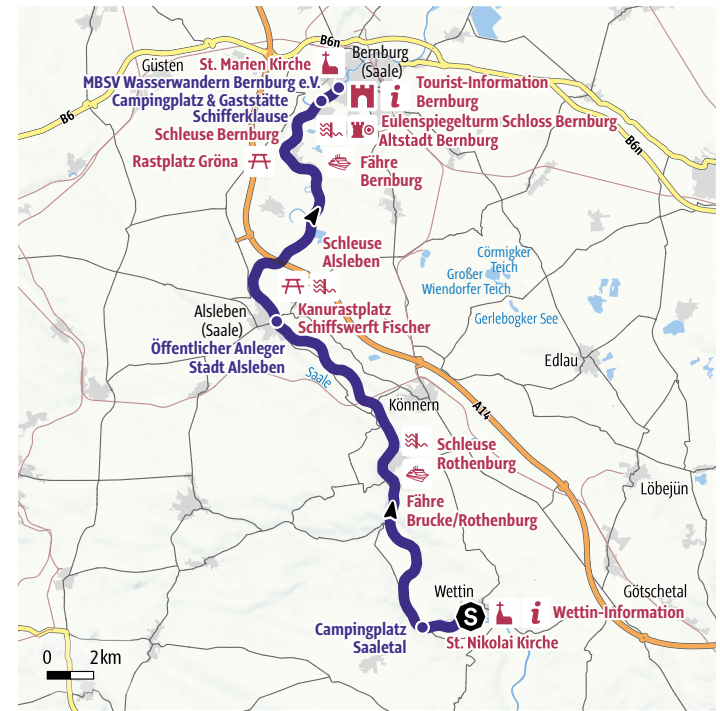 B6n
Güsten
St. Marien Kirche
Bernburg
(Saale)
MBSV Wasserwandern Bernburg e.V.
Tourist-Information
Bernburg
Campingplatz & Gaststätte
Schifferklause
B6
Eulenspiegelturm Schloss Bernburg
Altstadt Bernburg
Schleuse Bernburg
B6n
Rastplatz Gröna
Fähre
Bernburg
Schleuse
Alsleben
Cörmigker
Teich
Großer
Wiendorfer Teich
Gerlebogker See
Alsleben
(Saale)
Kanurastplatz
Schiffswerft Fischer
Öffentlicher Anleger
Stadt Alsleben
Edlau
Saale
Könnern
A14
Schleuse
Rothenburg
Löbejün
Fähre
Brucke/Rothenburg
Wettin
Götschetal
S
Wettin-Information
Campingplatz
Saaletal
St. Nikolai Kirche
0 2 km